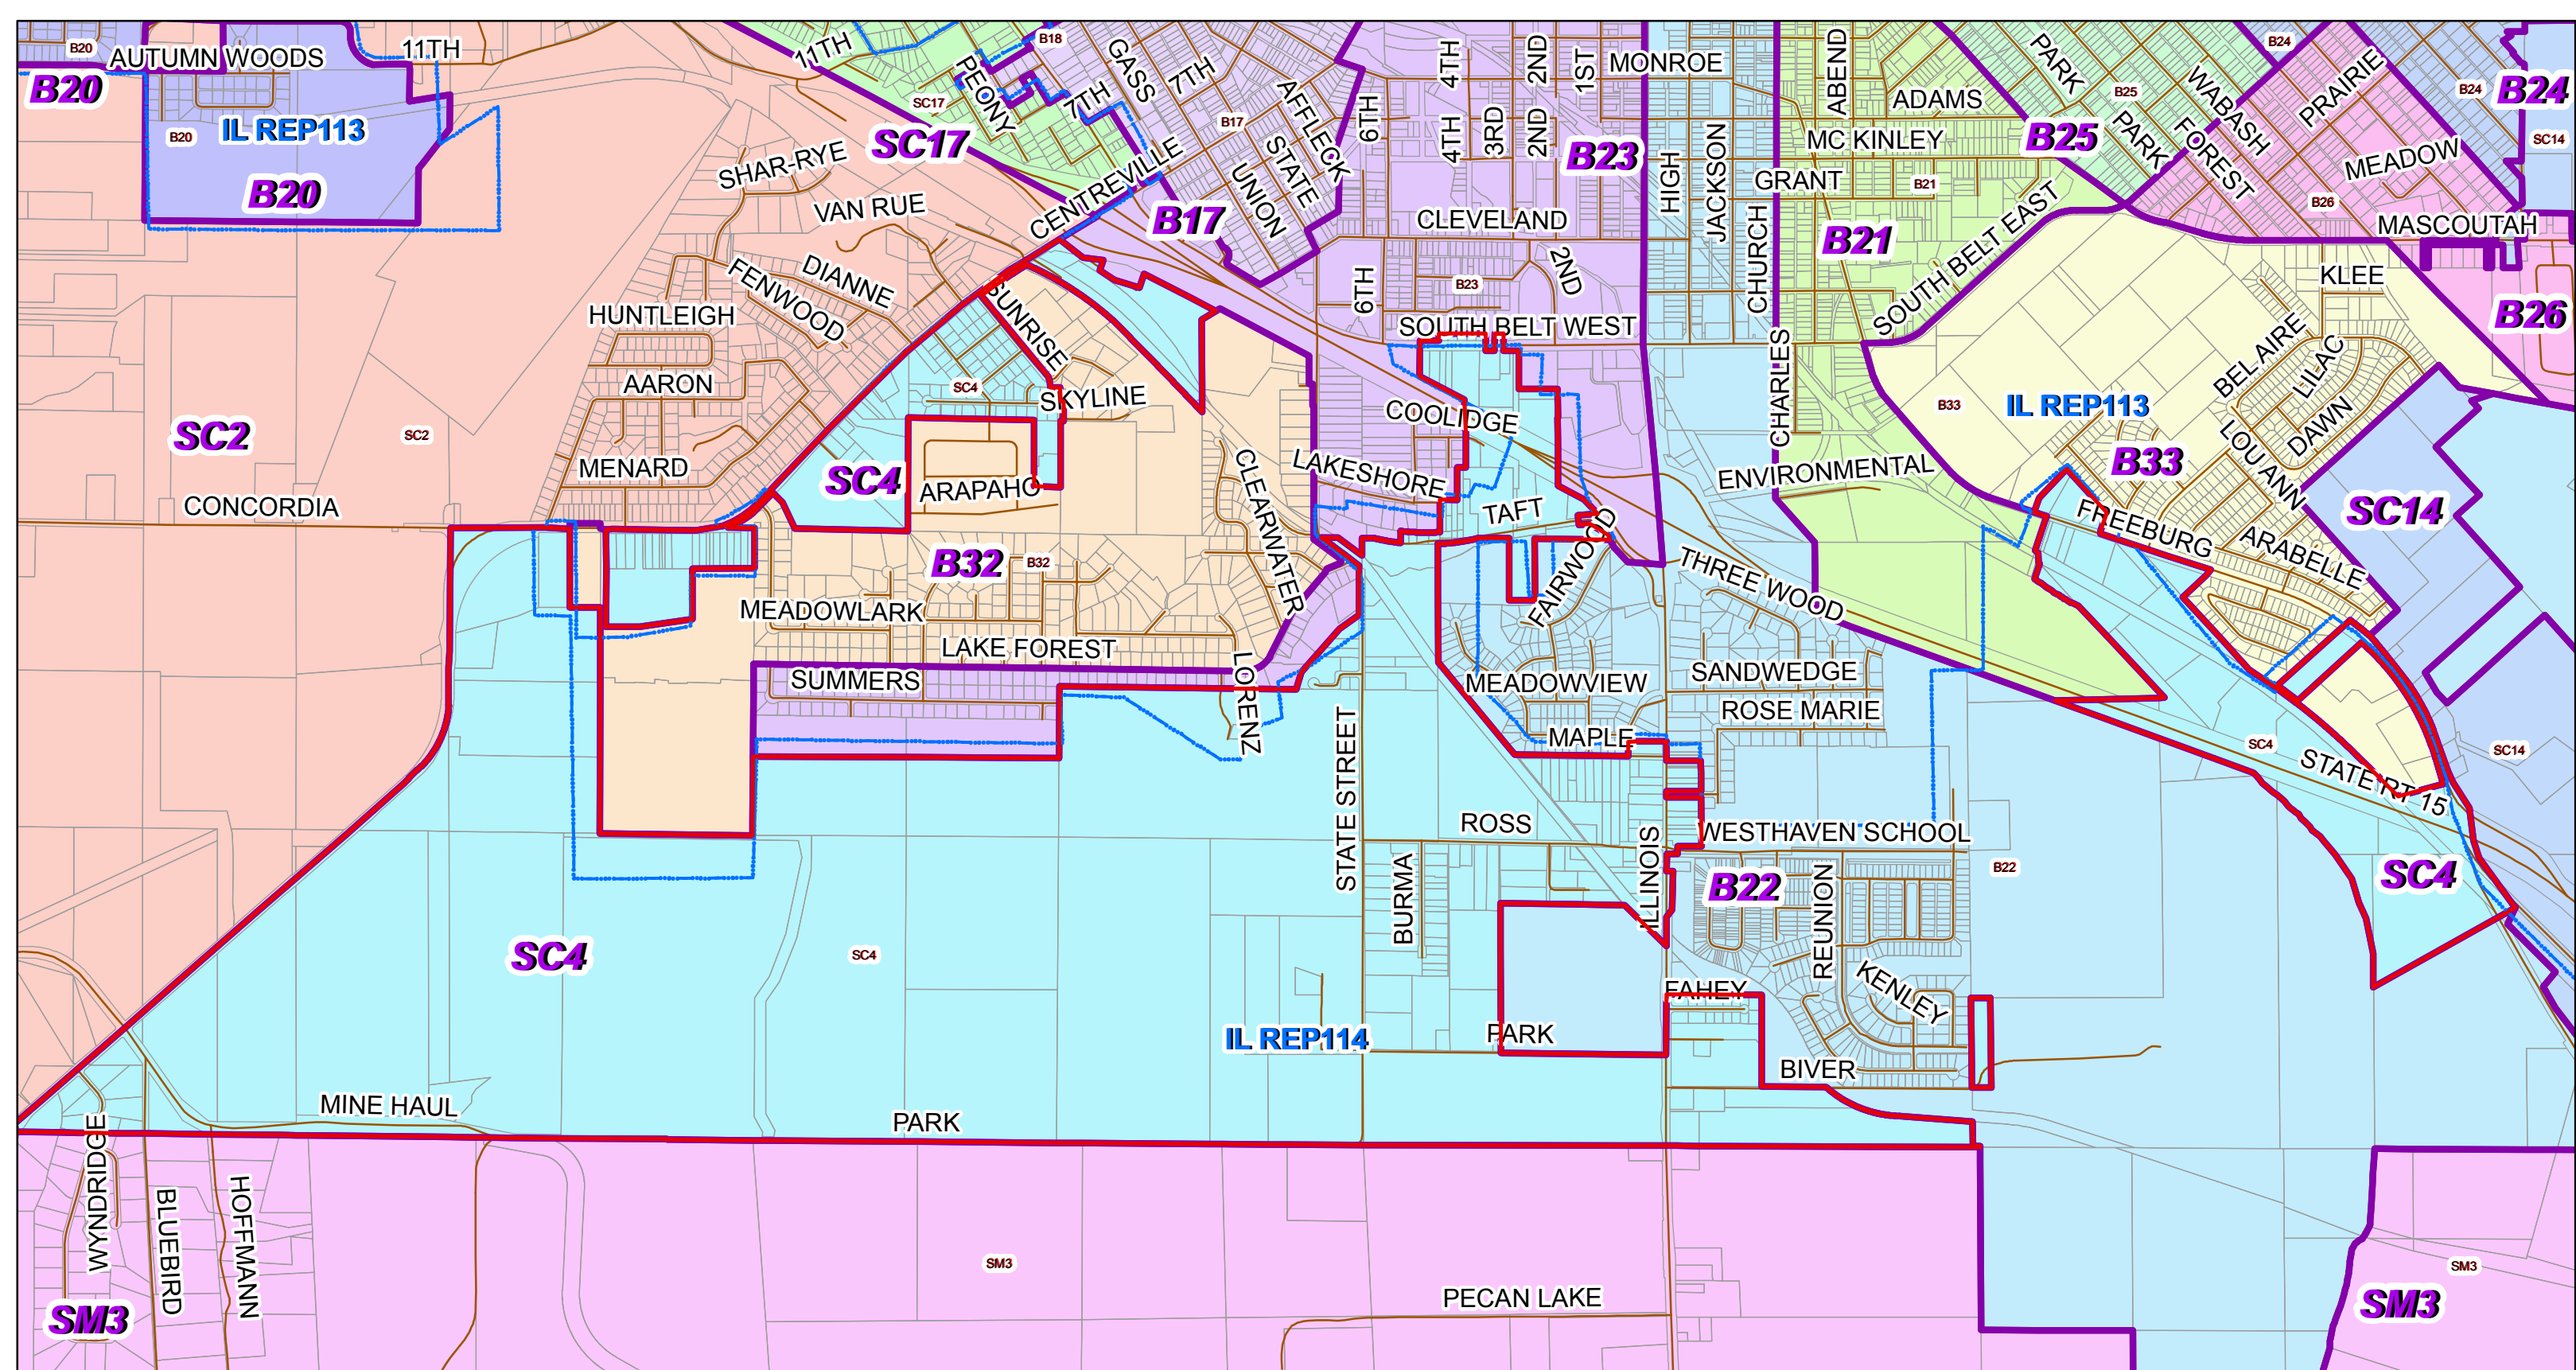 B20
AUTUMN WOODS
11TH
B20
B20
IL REP113
B20
11TH
SC17
PEONY
SC17
B18
GASS
7TH
7TH
B17
AFFLECK
STATE
UNION
CENTREVILLE
B17
6TH
4TH
4TH
3RD
2ND
2ND
1ST
MONROE
B23
HIGH
JACKSON
CHURCH
CLEVELAND
2ND
6TH
B23
SOUTH BELT WEST
ABEND
ADAMS
MC KINLEY
GRANT
B21
B21
SOUTH BELT EAST
CHARLES
PARK
B25
B25
PARK
WABASH
FOREST
B24
PRAIRIE
B24
B24
SC14
MEADOW
B26
MASCOUTAH
KLEE
B26
SHAR-RYE
VAN RUE
DIANNE
FENWOOD
HUNTLEIGH
AARON
MENARD
SC2
SC2
CONCORDIA
SUNRISE
SC4
SKYLINE
SC4
ARAPAHO
CLEARWATER
B32
B32
MEADOWLARK
LAKE FOREST
SUMMERS
LORENZ
COOLIDGE
LAKESHORE
TAFT
FAIRWOOD
ENVIRONMENTAL
THREE WOOD
B33
IL REP113
BELAIRE
LILAC
DAWN
LOU ANN
B33
FREEBURG
ARABELLE
SC14
MEADOWVIEW
SANDWEDGE
ROSE MARIE
MAPLE
STATE STREET
ROSS
BURMA
ILLINOIS
WESTHAVEN SCHOOL
B22
B22
REUNION
KENLEY
SC4
STATE RT 15
SC14
SC4
SC4
SC4
IL REP114
FAHEY
PARK
BIVER
MINE HAUL
PARK
WYNDRIDGE
BLUEBIRD
HOFFMANN
SM3
SM3
PECAN LAKE
SM3
SM3